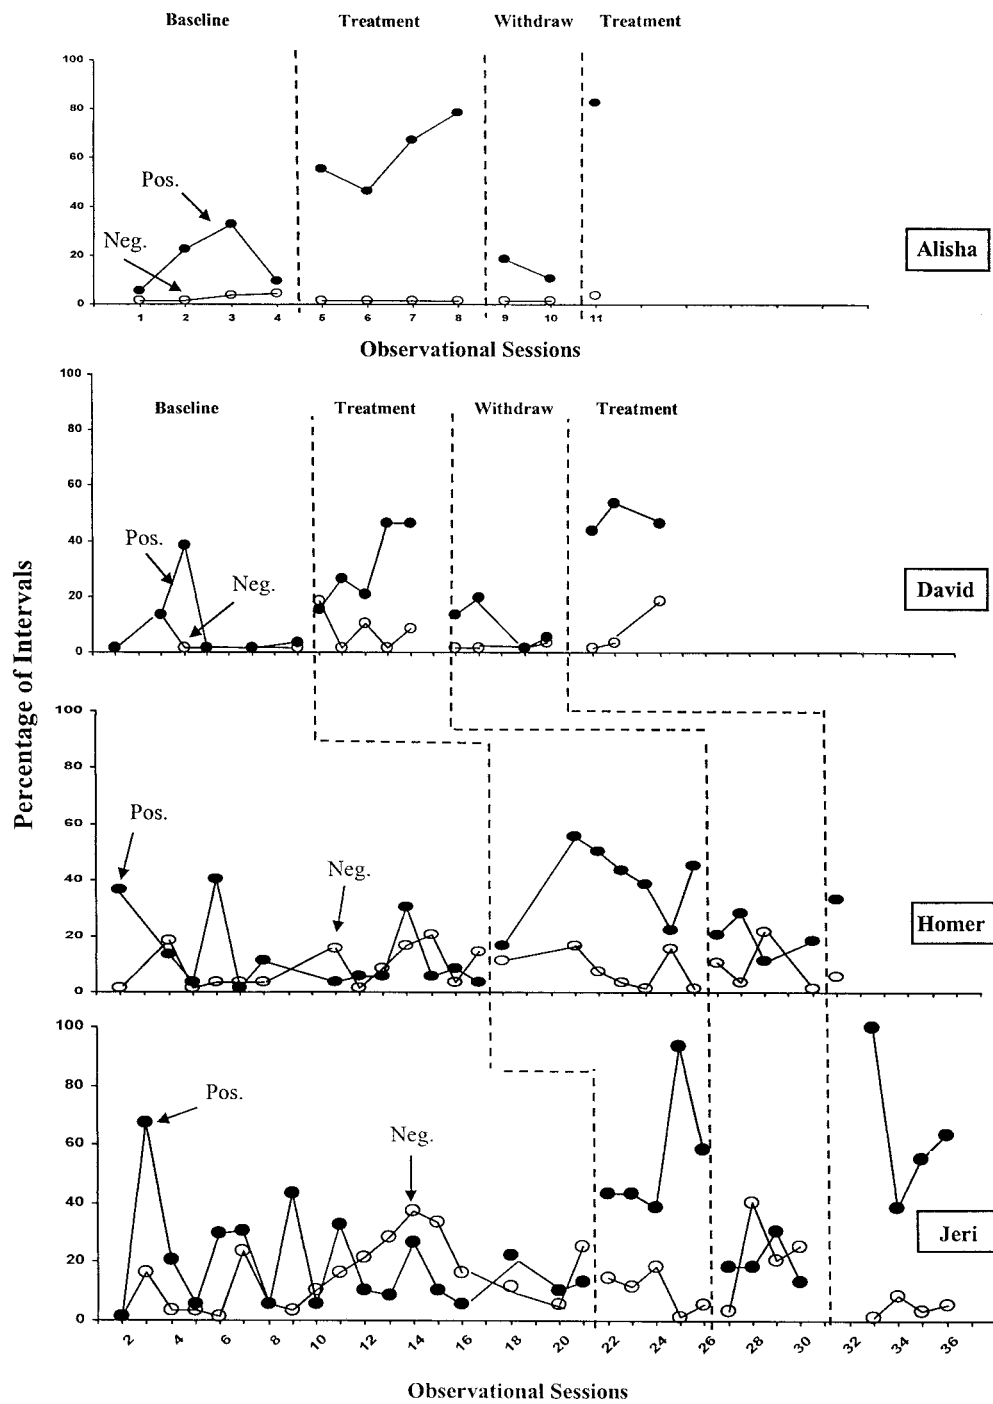 Baseline Treatment Withdraw Treatment
100
80
60
40
20
0
Pos.
Neg.
Alisha
1 2 3 4 5 6 7 8 9 10 11
Observational Sessions
100
80
60
40
20
0
Baseline Treatment Withdraw Treatment
Pos.
Neg.
David
Percentage of Intervals
100
80
60
40
20
0
Pos.
Neg.
Homer
100
80
60
40
20
0
Pos.
Neg.
Jeri
2 4 6 8 10 12 14 16 18 20 22 24 26 28 30 32 34 36
Observational Sessions